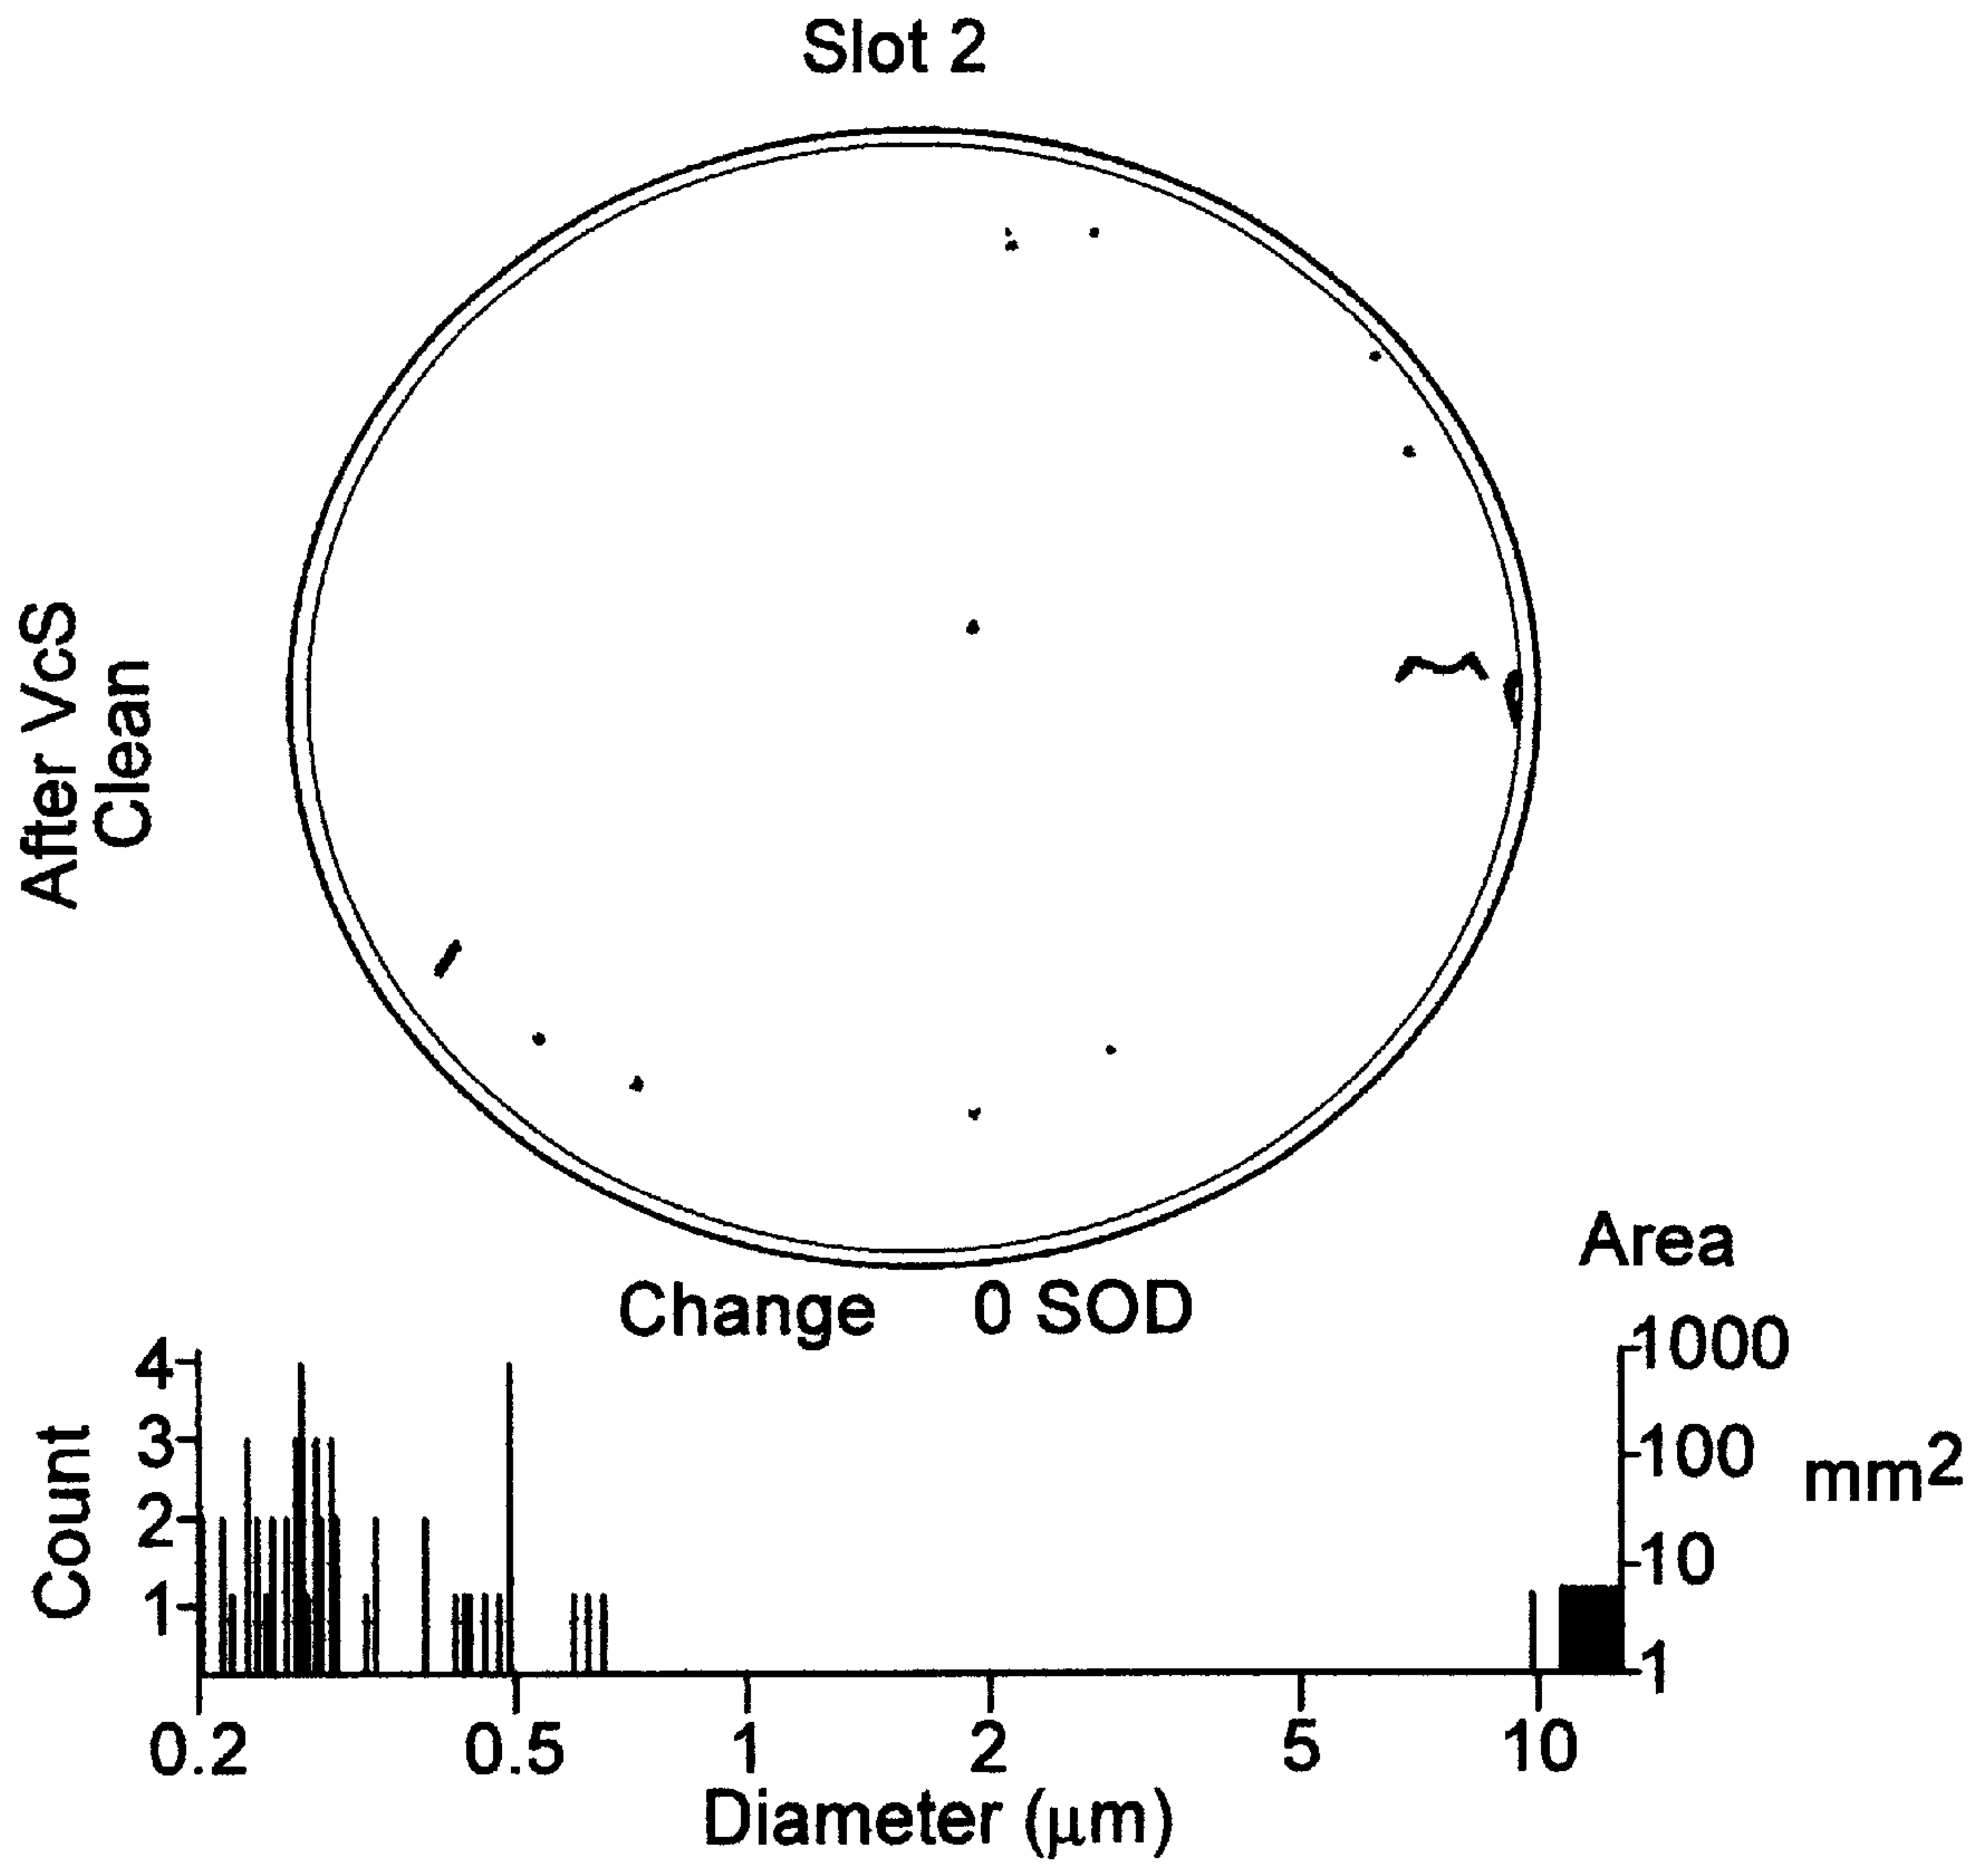 Slot 2
After VcS
Clean
Change 0 SOD
Area
4
3
2
1
Count
1000
100
10
1
mm2
0.2 0.5 1 2 5 10
Diameter (μm)